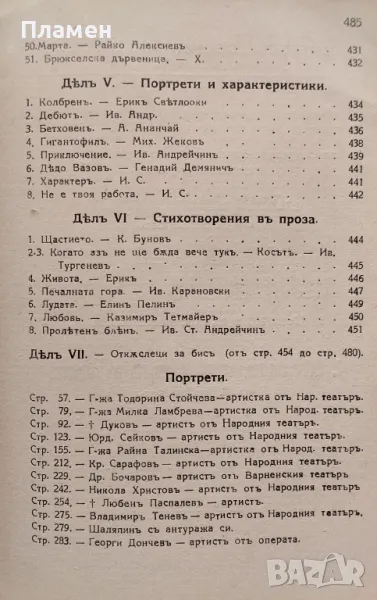 Пламен
485
50. Марта. — Райко Алексиевъ 431
51. Брюкселска дървеница. — Х. 432
ДѢЛЪ V. — Портрети и характеристики.
1. Колбренъ. — Ерикъ Свѣтлооки 434
2. Дебютъ. — Ив. Андр. 435
3. Бетховенъ. — А. Ананчай 436
4. Гигантофилъ. — Мих. Жековъ 438
5. Приключение. — Ив. Андрейчинъ 439
6. Дѣдо Вазовъ. — Генадий Демяничъ 441
7. Характеръ. — И. С. 441
8. Не е твоя работа. — И. С. 442
ДѢЛЪ VI — Стихотворения въ проза.
1. Щастието. — К. Буновъ 444
2-3. Когато азъ не ще бѫда вече тукъ. — Косътъ. — Ив.
Тургеневъ 445
4. Живота, — Ерикъ 446
5. Печалната гора. — Ив. Карановски 447
6. Лудата. — Елинъ Пелинъ 449
7. Любовь. — Казимиръ Тетмайеръ 450
8. Пролѣтенъ блѣнъ. — Ив. Ст. Андрейчинъ 451
ДѢЛЪ VII. — Откѫслеци за бисъ (отъ стр. 454 до стр. 480).
Портрети.
Стр. 57. — Г-жа Тодорина Стойчева—артистка отъ Нар. театъръ.
Стр. 79. — Г-жа Милка Ламбрева—артистка отъ Народ. театъръ.
Стр. 92. — † Дуковъ — артистъ отъ Народния театъръ.
Стр. 123. — Юрд. Сейковъ — артистъ отъ Народния театъръ.
Стр. 155. — Г-жа Райна Талинска—артистка отъ Народ. театъръ.
Стр. 212. — Кр. Сарафовъ — артистъ отъ Народния театъръ.
Стр. 229. — Др. Бочаровъ — артистъ отъ Варненския театъръ.
Стр. 242. — Никола Христовъ — артистъ отъ Народния театъръ.
Стр. 254, — † Любенъ Паспалевъ — артистъ.
Стр. 275. — Владимиръ Теневъ — артистъ отъ Народния театъръ.
Стр. 279. — Шаляпинъ съ антуража си.
Стр. 283. — Георги Дончевъ — артистъ отъ операта.
BAZAR